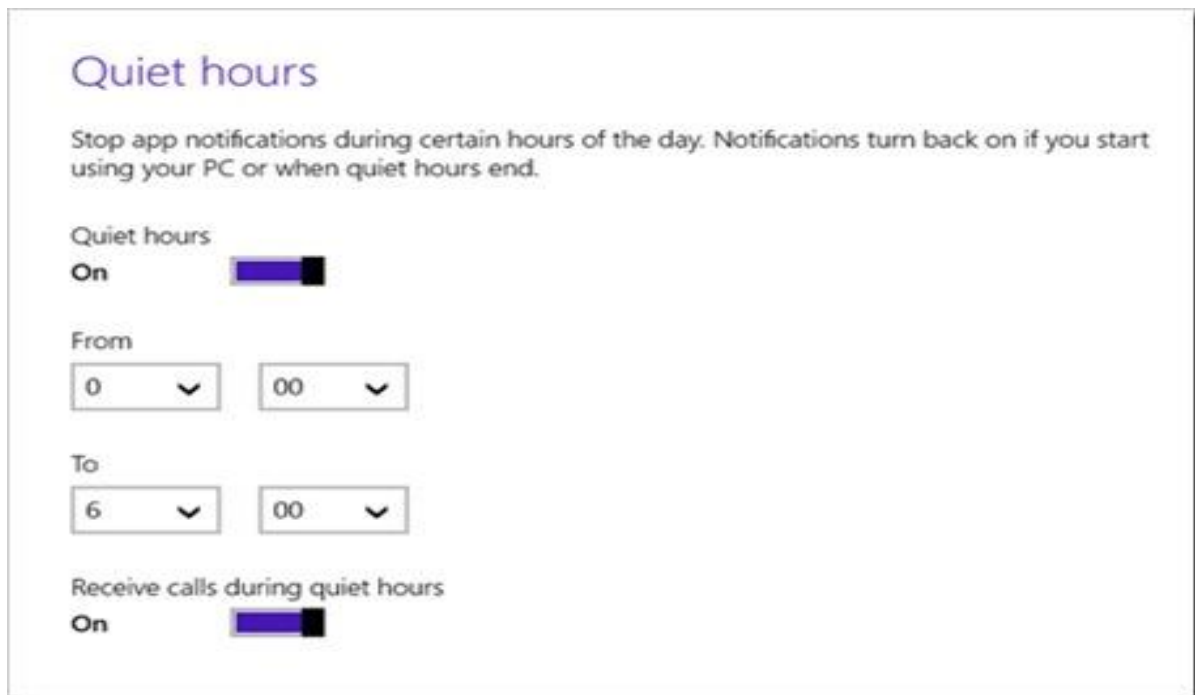 Quiet hours
Stop app notifications during certain hours of the day. Notifications turn back on if you start
using your PC or when quiet hours end.
Quiet hours
On
From
0 00
To
6 00
Receive calls during quiet hours
On